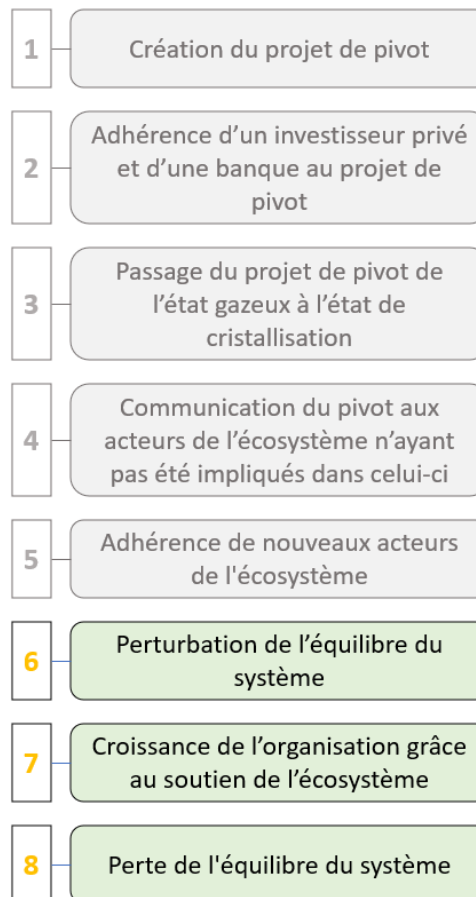 1
Création du projet de pivot
2
Adhérence d’un investisseur privé
et d’une banque au projet de
pivot
3
Passage du projet de pivot de
l’état gazeux à l’état de
cristallisation
4
Communication du pivot aux
acteurs de l’écosystème n’ayant
pas été impliqués dans celui-ci
5
Adhérence de nouveaux acteurs
de l'écosystème
6
Perturbation de l’équilibre du
système
7
Croissance de l’organisation grâce
au soutien de l’écosystème
8
Perte de l'équilibre du système